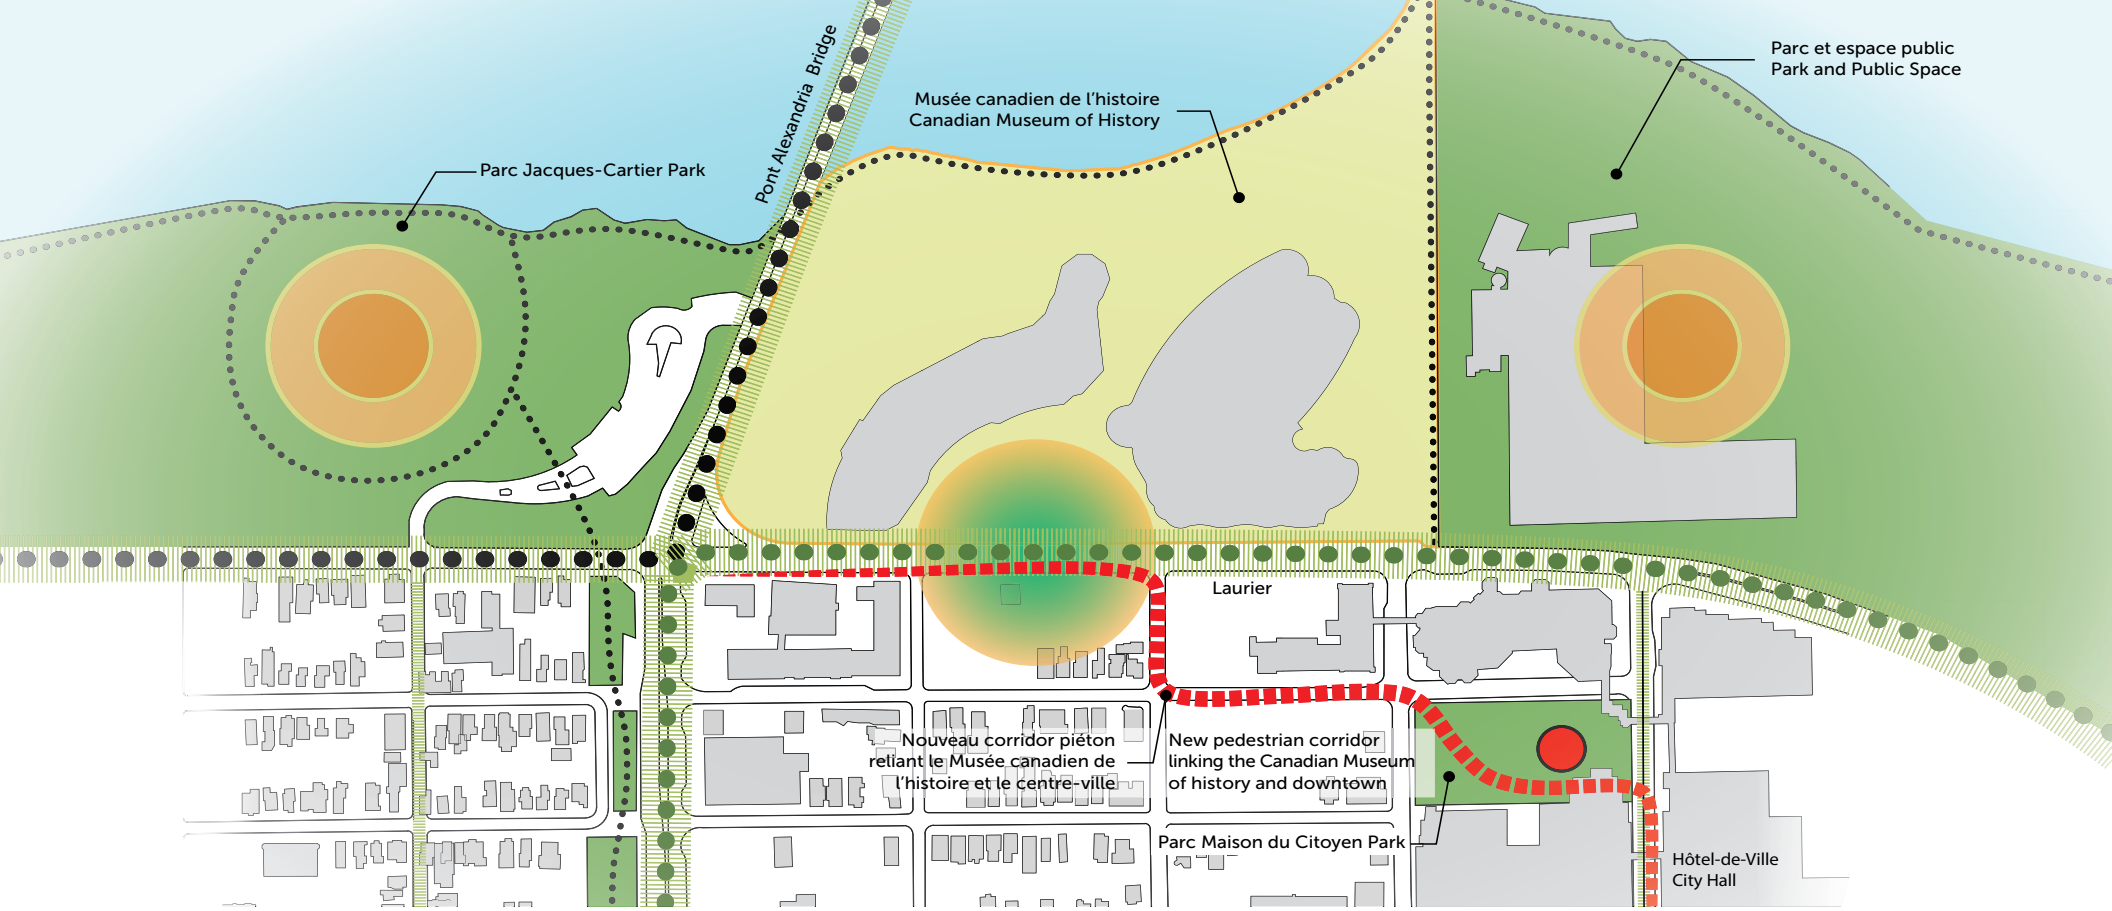 Parc et espace public
Park and Public Space
Pont Alexandria Bridge
Musée canadien de l'histoire
Canadian Museum of History
Parc Jacques-Cartier Park
Laurier
Nouveau corridor piéton
reliant le Musée canadien de
l'histoire et le centre-ville
New pedestrian corridor
linking the Canadian Museum
of history and downtown
Parc Maison du Citoyen Park
Hôtel-de-Ville
City Hall